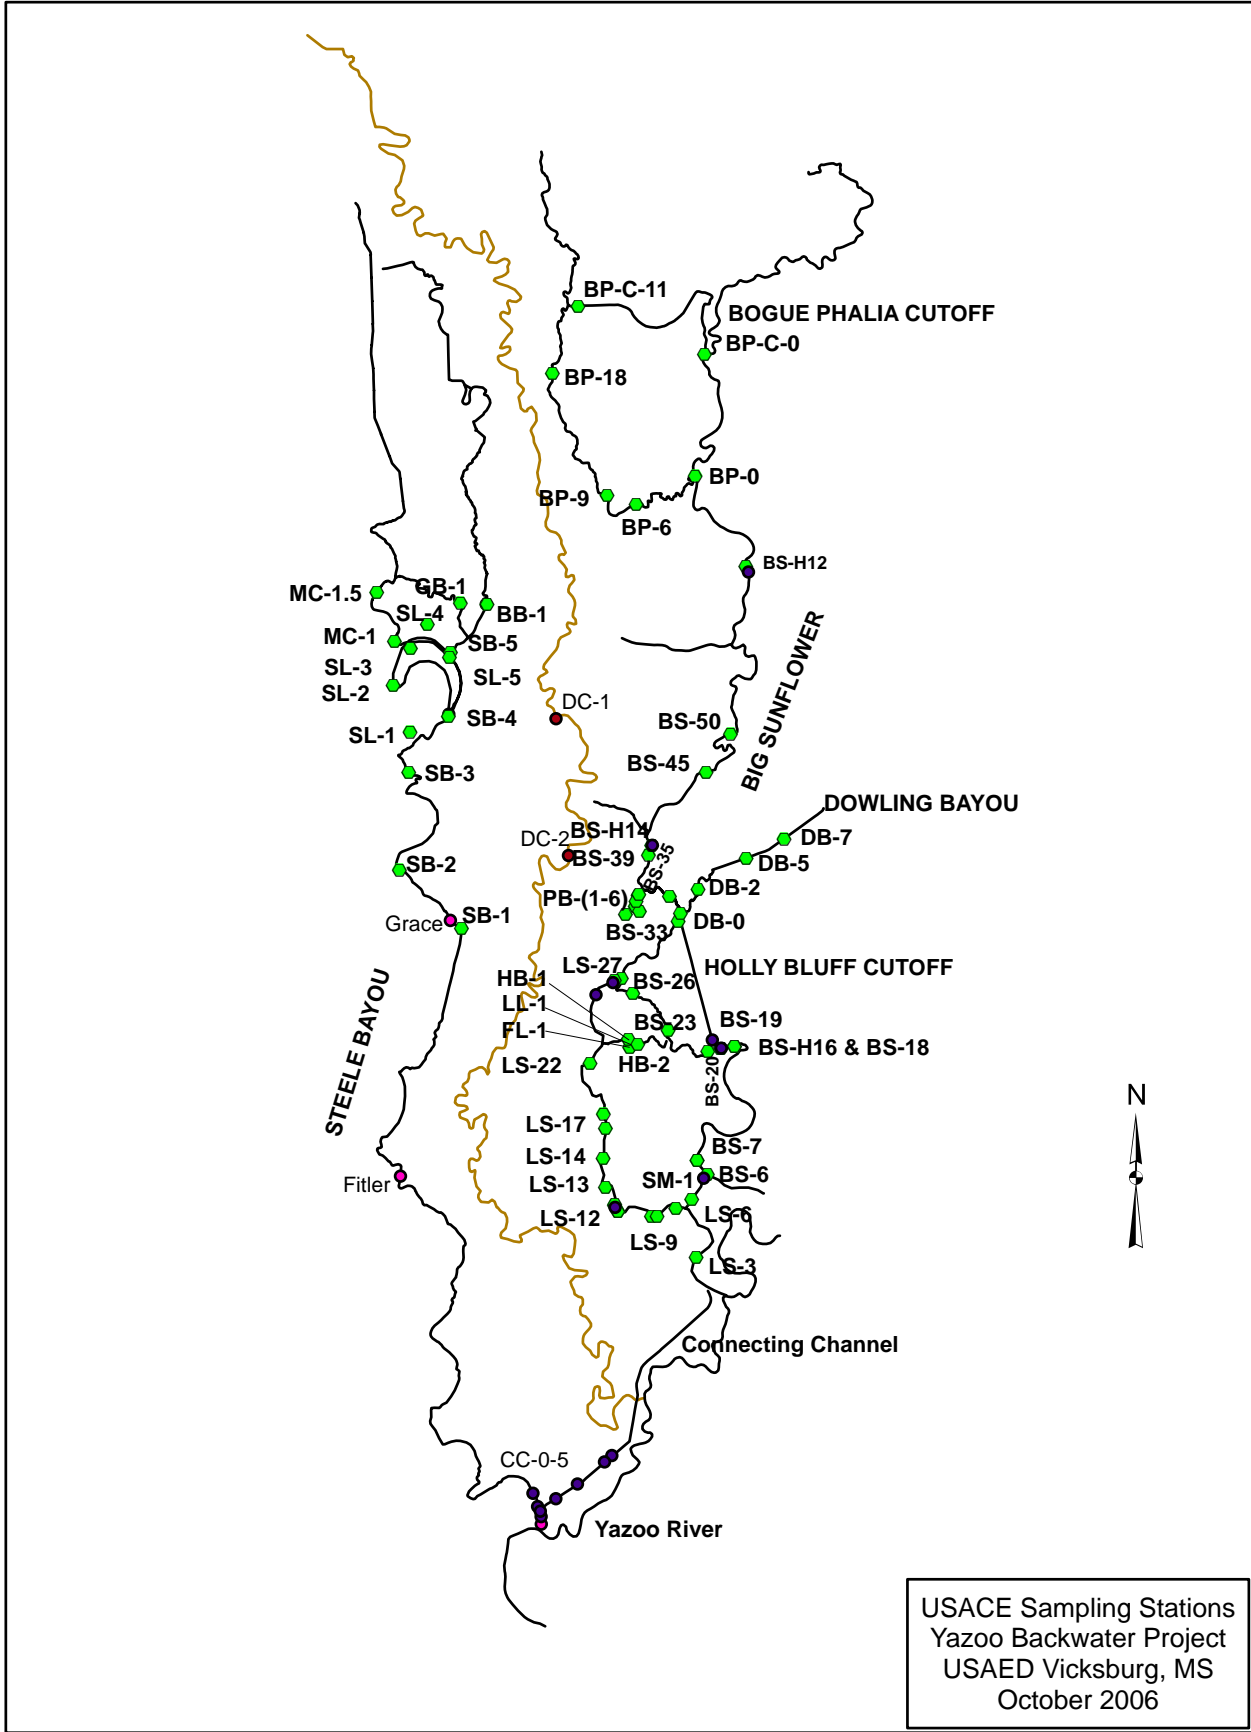 BP-C-11
BOGUE PHALIA CUTOFF
BP-C-0
BP-18
BP-0
BP-9
BP-6
BS-H12
MC-1.5
GB-1
BB-1
SL-4
MC-1
SB-5
SL-3
SL-5
SL-2
DC-1
SB-4
SL-1
BS-50
BIG SUNFLOWER
SB-3
BS-45
DOWLING BAYOU
BS-H14
DB-7
DC-2
BS-39
BS-35
DB-5
SB-2
DB-2
PB-(1-6)
Grace
SB-1
BS-33
DB-0
LS-27
HOLLY BLUFF CUTOFF
HB-1
BS-26
LL-1
BS-23
BS-19
FL-1
BS-H16 & BS-18
LS-22
HB-2
BS-20
STEELE BAYOU
LS-17
BS-7
LS-14
SM-1
BS-6
Fitler
LS-13
LS-12
LS-6
LS-9
LS-3
N
Connecting Channel
CC-0-5
Yazoo River
USACE Sampling Stations
Yazoo Backwater Project
USAED Vicksburg, MS
October 2006